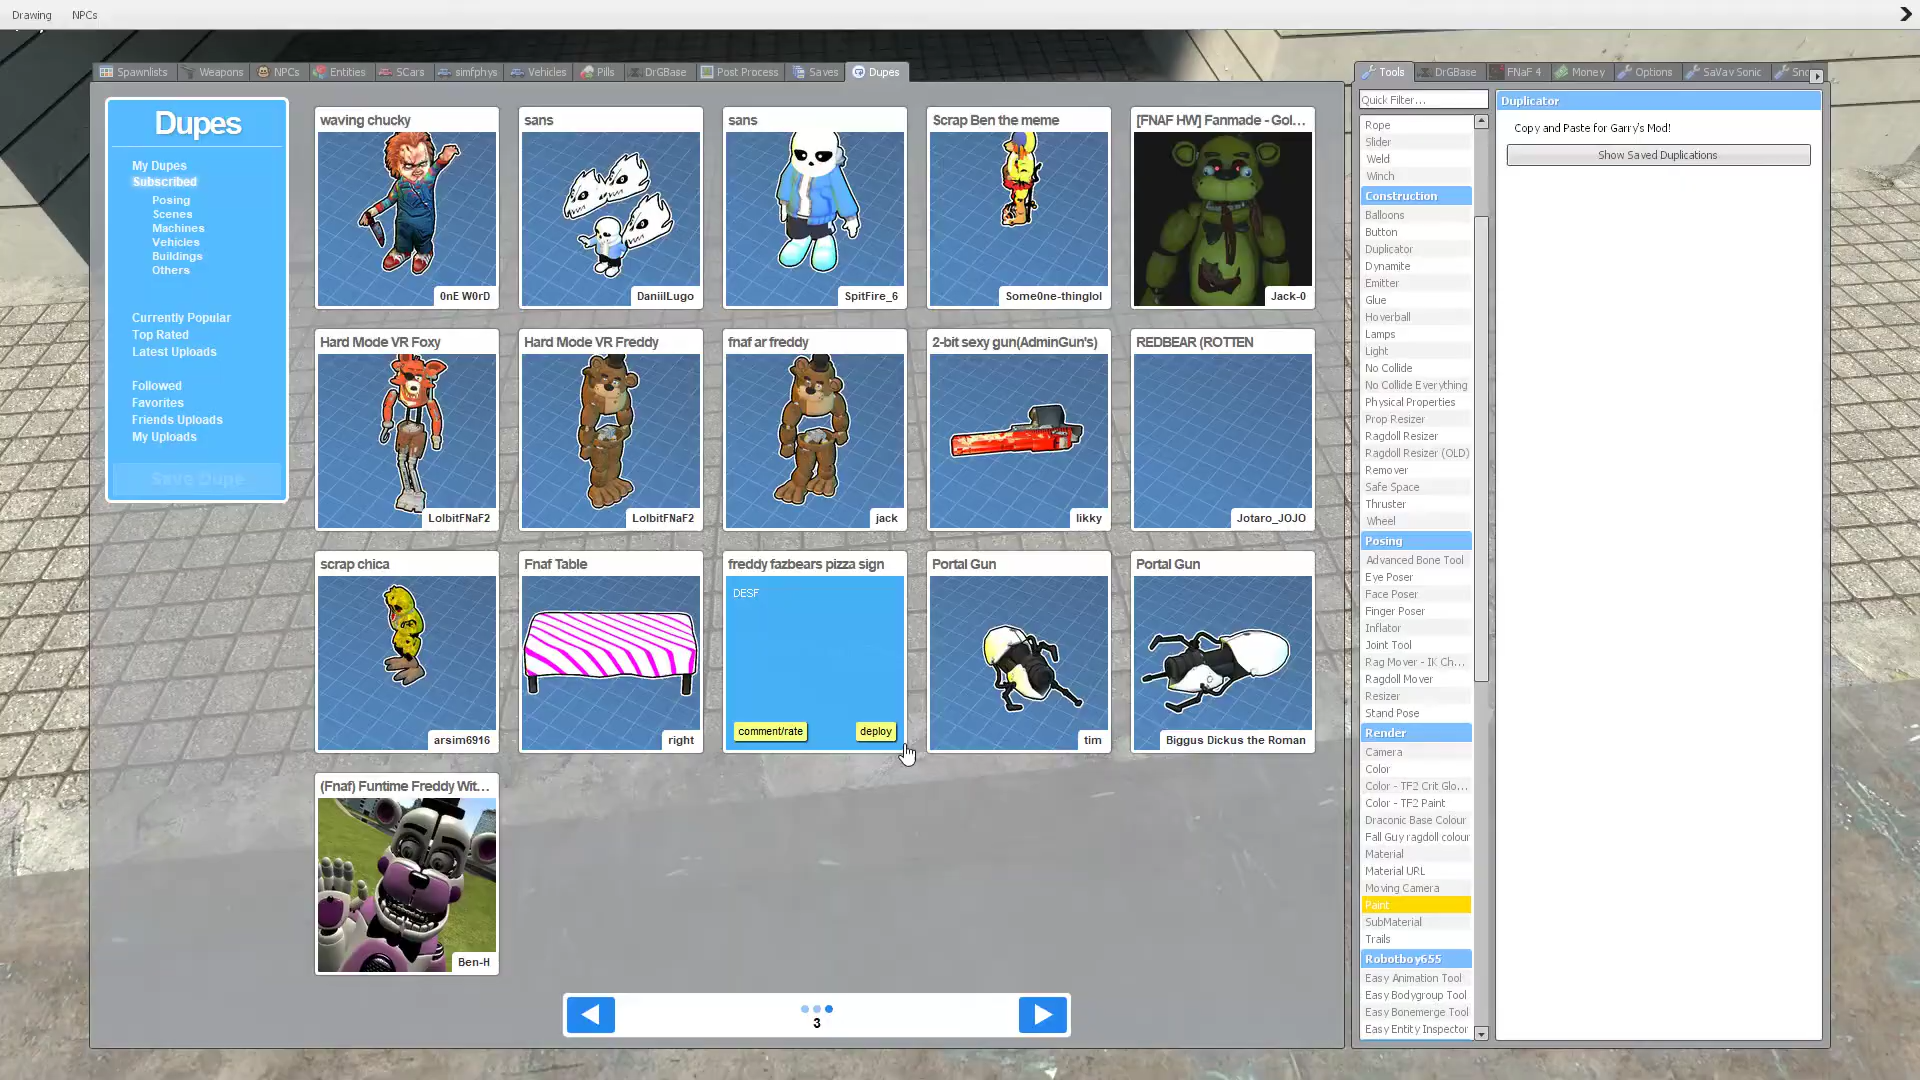 Drawing NPCs
Spawnlists Weapons NPCs Entities SCars simfphys Vehicles Pills DrGBase Post Process Saves Dupes
Dupes
My Dupes
Subscribed
Posing
Scenes
Machines
Vehicles
Buildings
Others
Currently Popular
Top Rated
Latest Uploads
Followed
Favorites
Friends Uploads
My Uploads
Save Dupe
waving chucky
0nE W0rD
sans
DaniilLugo
sans
SpitFire_6
Scrap Ben the meme
Some0ne-thinglol
[FNAF HW] Fanmade - Gol...
Jack-0
Hard Mode VR Foxy
LolbitFNaF2
Hard Mode VR Freddy
LolbitFNaF2
fnaf ar freddy
jack
2-bit sexy gun(AdminGun's)
likky
REDBEAR (ROTTEN
Jotaro_JOJO
scrap chica
arsim6916
Fnaf Table
right
freddy fazbears pizza sign
DESF
comment/rate deploy
Portal Gun
tim
Portal Gun
Biggus Dickus the Roman
(Fnaf) Funtime Freddy Wit...
Ben-H
3
Tools DrGBase FNaF 4 Money Options SaVav Sonic
Quick Filter...
Rope
Slider
Weld
Winch
Construction
Balloons
Button
Duplicator
Dynamite
Emitter
Glue
Hoverball
Lamps
Light
No Collide
No Collide Everything
Physical Properties
Prop Resizer
Ragdoll Resizer
Ragdoll Resizer (OLD)
Remover
Safe Space
Thruster
Wheel
Posing
Advanced Bone Tool
Eye Poser
Face Poser
Finger Poser
Inflator
Joint Tool
Rag Mover - IK Ch...
Ragdoll Mover
Resizer
Stand Pose
Render
Camera
Color
Color - TF2 Crit Glo...
Color - TF2 Paint
Draconic Base Colour
Fall Guy ragdoll colour
Material
Material URL
Moving Camera
Paint
SubMaterial
Trails
Robotboy655
Easy Animation Tool
Easy Bodygroup Tool
Easy Bonemerge Tool
Easy Entity Inspector
Duplicator
Copy and Paste for Garry's Mod!
Show Saved Duplications